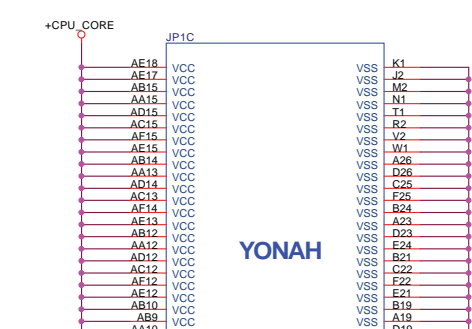 +CPU_CORE
JP1C
AE18 VCC VSS K1
AE17 VCC VSS J2
AB15 VCC VSS M2
AA15 VCC VSS N1
AD15 VCC VSS T1
AC15 VCC VSS R2
AF15 VCC VSS V2
AE15 VCC VSS W1
AB14 VCC VSS A26
AA13 VCC VSS D26
AD14 VCC VSS C25
AC13 VCC VSS F25
AF14 VCC VSS B24
AE13 VCC VSS A23
AB12 VCC VSS D23
AA12 VCC VSS E24
AD12 VCC VSS B21
YONAH
AC12 VCC VSS C22
AF12 VCC VSS F22
AE12 VCC VSS E21
AB10 VCC VSS B19
AB9 VCC VSS A19
AA10 D19